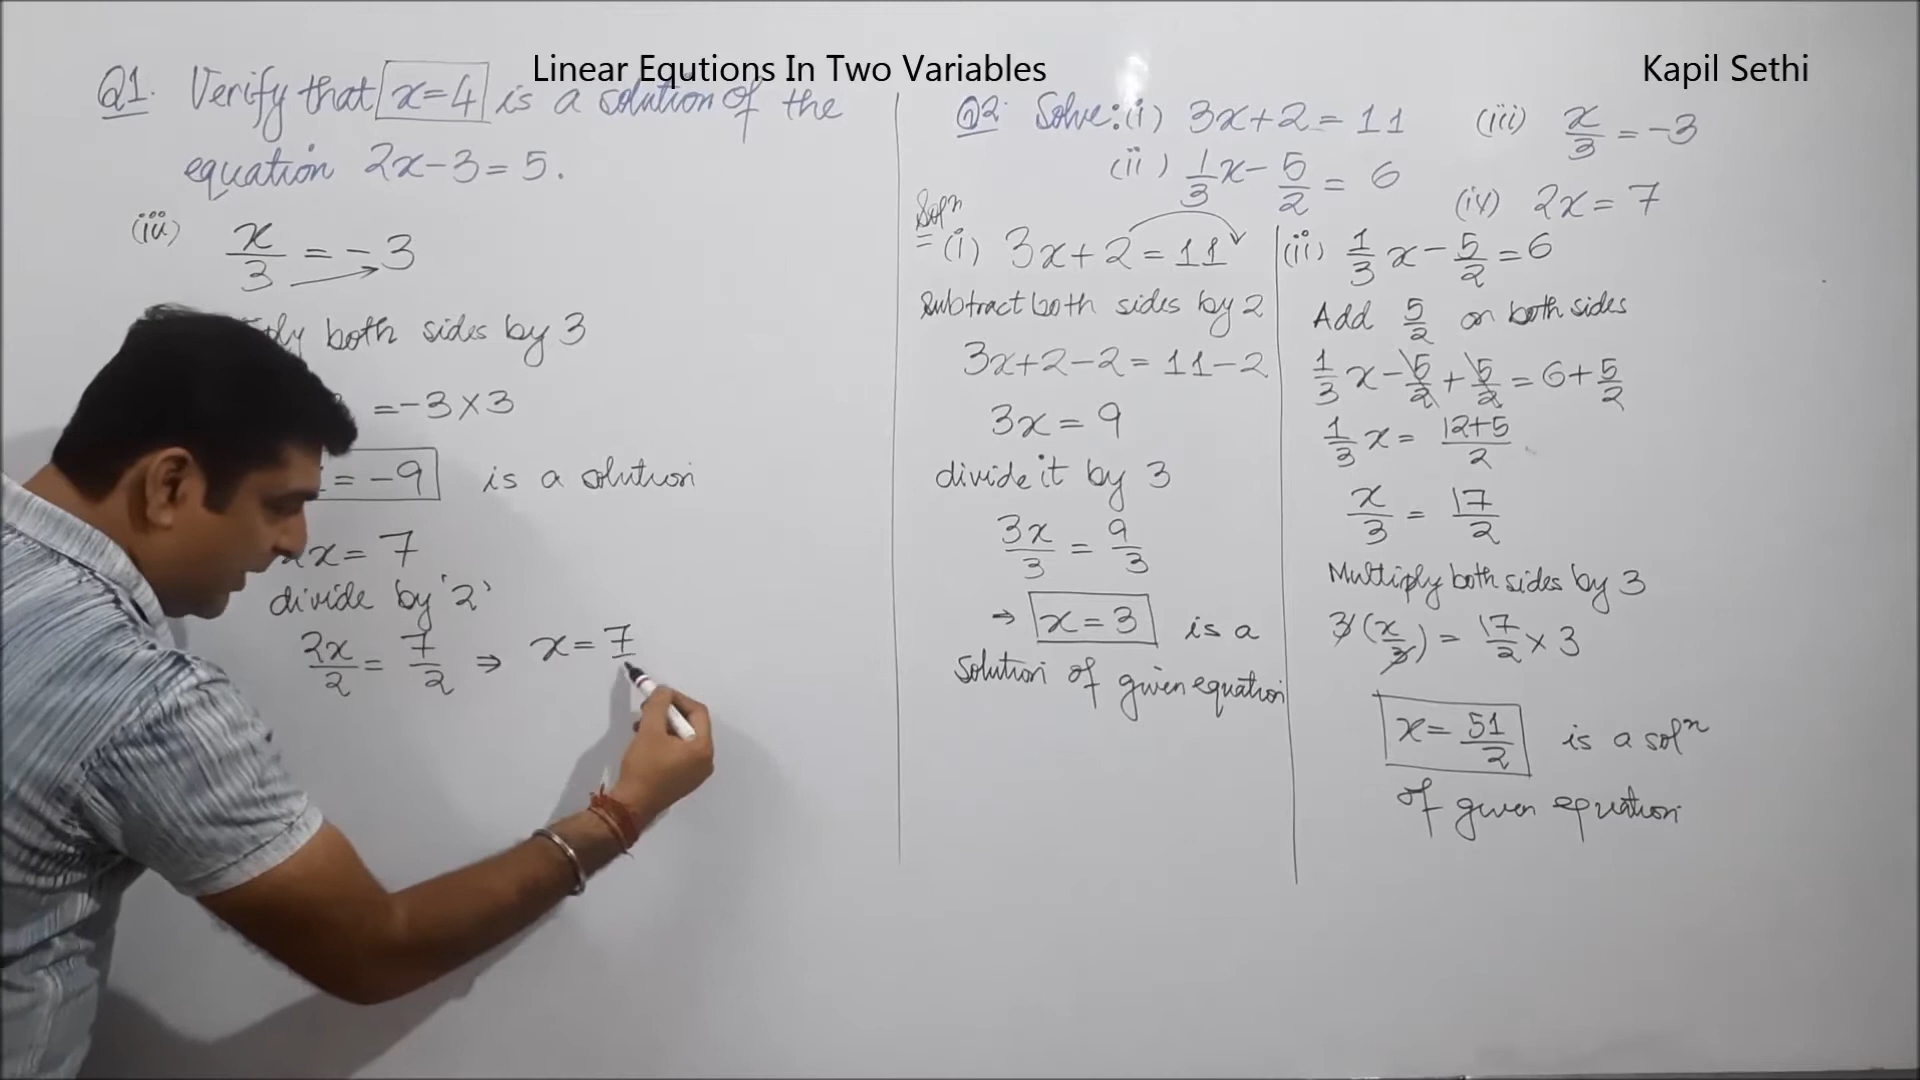 Linear Equtions In Two Variables
Kapil Sethi
Q1. Verify that x=4 is a solution of the
equation 2x-3=5.
(iii) x/3 = -3
both sides by 3
= -3×3
= -9 is a solution
x = 7
divide by '2'
2x/2 = 7/2 ⇒ x = 7
Q2. Solve: (i) 3x+2=11 (iii) x/3 = -3
(ii) 1/3 x - 5/2 = 6
(iv) 2x = 7
Solⁿ
(i) 3x+2=11
subtract both sides by 2
3x+2-2=11-2
3x=9
divide it by 3
3x/3 = 9/3
⇒ x=3 is a
solution of given equation
(ii) 1/3 x - 5/2 = 6
Add 5/2 on both sides
1/3 x - 5/2 + 5/2 = 6 + 5/2
1/3 x = 12+5/2
x/3 = 17/2
Multiply both sides by 3
3(x/3) = 17/2 × 3
x = 51/2 is a solⁿ
of given equation